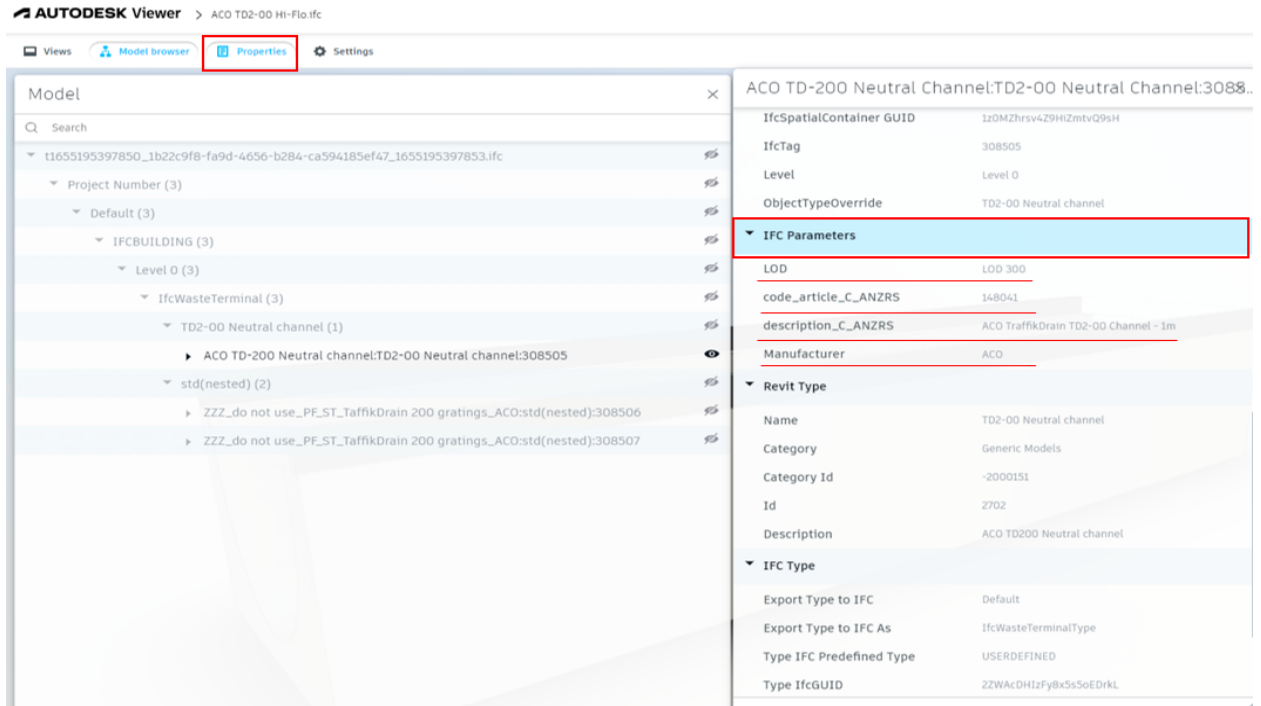 AUTODESK Viewer > ACO TD2-00 Hi-Flo.ifc
Views Model browser Properties Settings
Model
Search
t1655195397850_1b22c9f8-fa9d-4656-b284-ca594185ef47_1655195397853.ifc
Project Number (3)
Default (3)
IFCBUILDING (3)
Level 0 (3)
IfcWasteTerminal (3)
TD2-00 Neutral channel (1)
ACO TD-200 Neutral channel:TD2-00 Neutral channel:308505
std(nested) (2)
ZZZ_do not use_PF_ST_TaffikDrain 200 gratings_ACO:std(nested):308506
ZZZ_do not use_PF_ST_TaffikDrain 200 gratings_ACO:std(nested):308507
ACO TD-200 Neutral Channel:TD2-00 Neutral Channel:3088..
IfcSpatialContainer GUID 1z0MZhrsv4Z9HiZmtvQ9sH
IfcTag 308505
Level Level 0
ObjectTypeOverride TD2-00 Neutral channel
IFC Parameters
LOD LOD 300
code_article_C_ANZRS 148041
description_C_ANZRS ACO TraffikDrain TD2-00 Channel - 1m
Manufacturer ACO
Revit Type
Name TD2-00 Neutral channel
Category Generic Models
Category Id -2000151
Id 2702
Description ACO TD200 Neutral channel
IFC Type
Export Type to IFC Default
Export Type to IFC As IfcWasteTerminalType
Type IFC Predefined Type USERDEFINED
Type IfcGUID 2ZWAcDHIzFy8x5s5oEDrkL